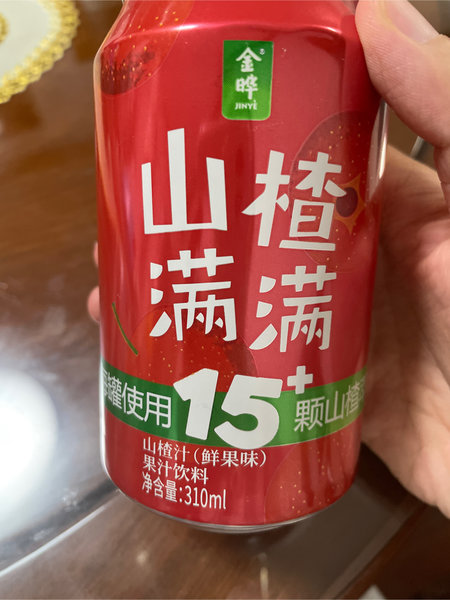 金晔®
JINYE
山楂
满满
罐使用15+颗山楂
山楂汁(鲜果味)
果汁饮料
净含量:310ml